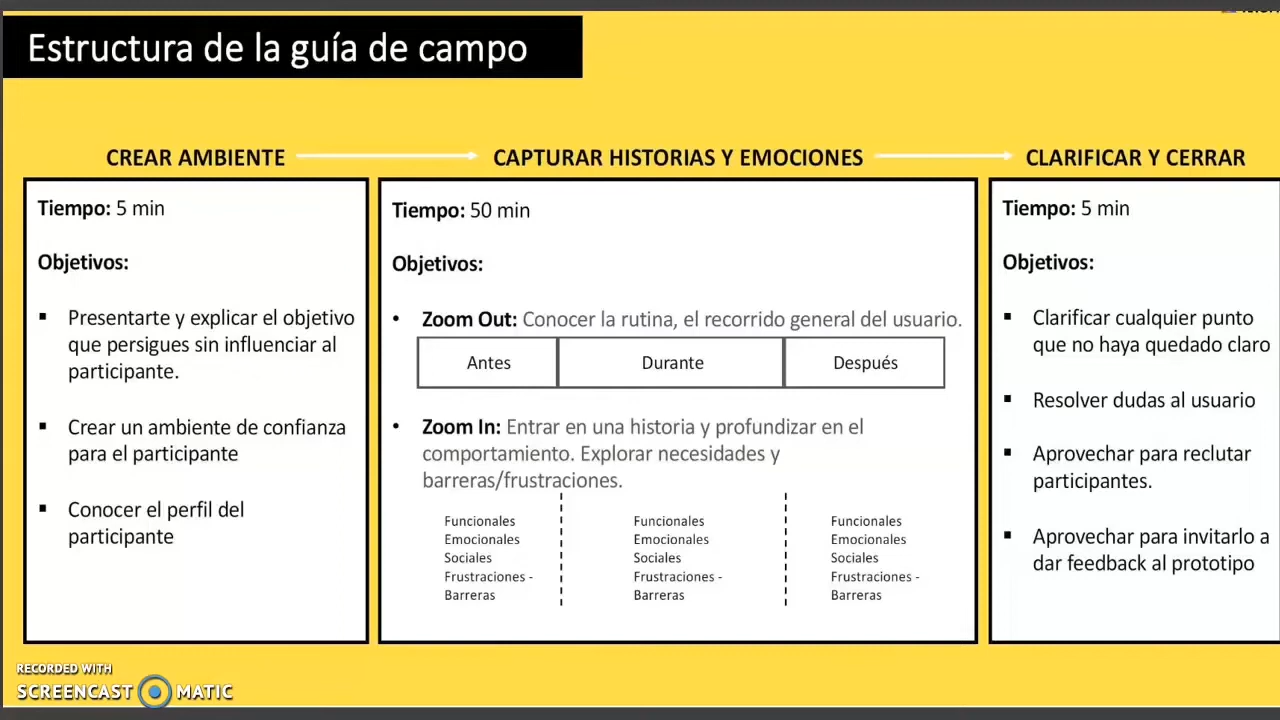 Estructura de la guía de campo
CREAR AMBIENTE
Tiempo: 5 min
Objetivos:
▪ Presentarte y explicar el objetivo
que persigues sin influenciar al
participante.
▪ Crear un ambiente de confianza
para el participante
▪ Conocer el perfil del
participante
CAPTURAR HISTORIAS Y EMOCIONES
Tiempo: 50 min
Objetivos:
• Zoom Out: Conocer la rutina, el recorrido general del usuario.
Antes Durante Después
• Zoom In: Entrar en una historia y profundizar en el
comportamiento. Explorar necesidades y
barreras/frustraciones.
Funcionales Funcionales Funcionales
Emocionales Emocionales Emocionales
Sociales Sociales Sociales
Frustraciones - Frustraciones - Frustraciones -
Barreras Barreras Barreras
CLARIFICAR Y CERRAR
Tiempo: 5 min
Objetivos:
▪ Clarificar cualquier punto
que no haya quedado claro
▪ Resolver dudas al usuario
▪ Aprovechar para reclutar
participantes.
▪ Aprovechar para invitarlo a
dar feedback al prototipo
RECORDED WITH
SCREENCAST MATIC